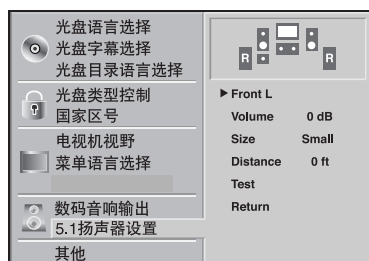 光盘语言选择
光盘字幕选择
光盘目录语言选择
光盘类型控制
国家区号
电视机视野
菜单语言选择
数码音响输出
5.1扬声器设置
其他
R R
▶ Front L
Volume 0 dB
Size Small
Distance 0 ft
Test
Return